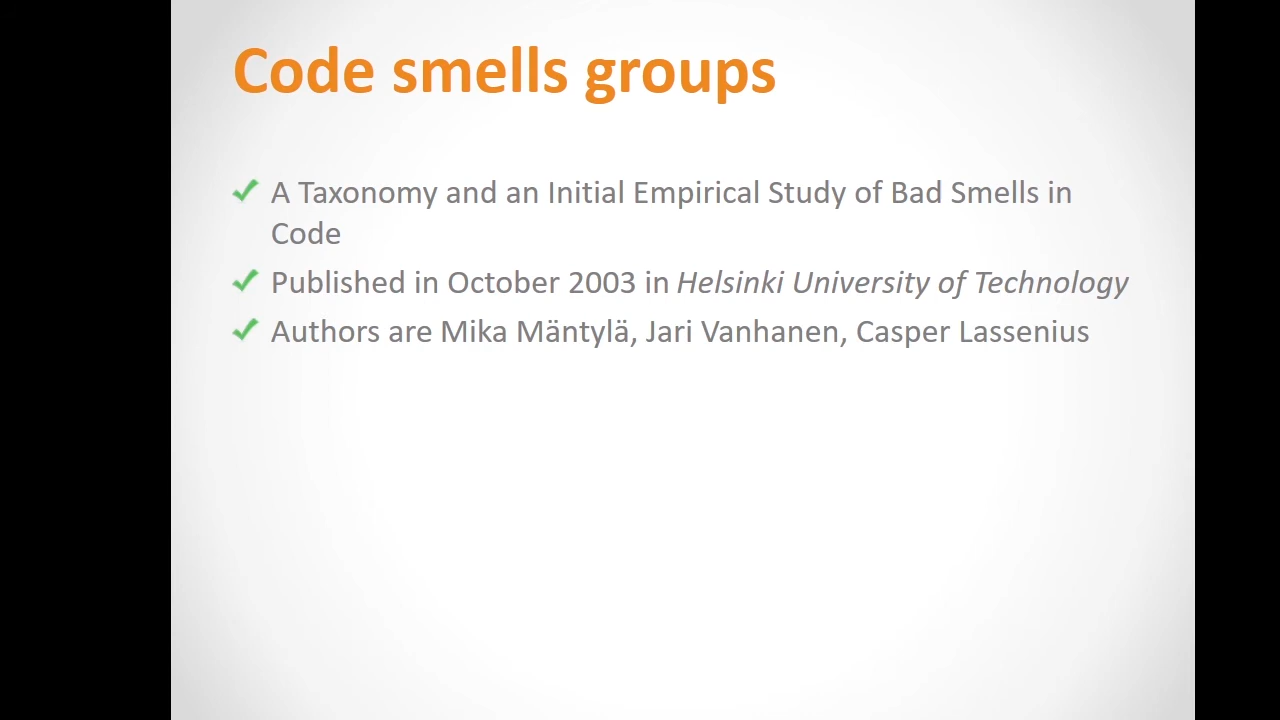 Code smells groups
A Taxonomy and an Initial Empirical Study of Bad Smells in
Code
Published in October 2003 in Helsinki University of Technology
Authors are Mika Mäntylä, Jari Vanhanen, Casper Lassenius